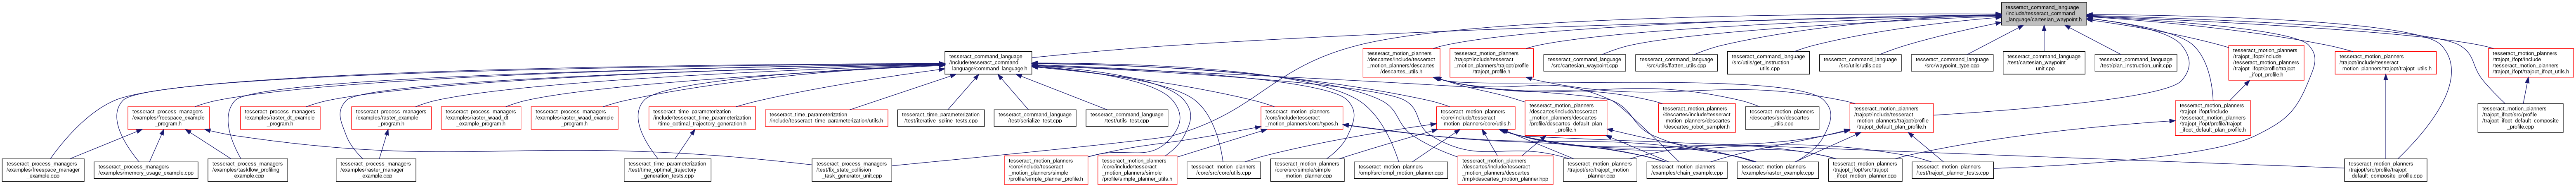 tesseract_command_language
/include/tesseract_command
_language/cartesian_waypoint.h
tesseract_command_language
/include/tesseract_command
_language/command_language.h
tesseract_motion_planners
/descartes/include/tesseract
_motion_planners/descartes
/descartes_utils.h
tesseract_motion_planners
/trajopt/include/tesseract
_motion_planners/trajopt/profile
/trajopt_profile.h
tesseract_command_language
/src/cartesian_waypoint.cpp
tesseract_command_language
/src/utils/flatten_utils.cpp
tesseract_command_language
/src/utils/get_instruction
_utils.cpp
tesseract_command_language
/src/utils/utils.cpp
tesseract_command_language
/src/waypoint_type.cpp
tesseract_command_language
/test/cartesian_waypoint
_unit.cpp
tesseract_command_language
/test/plan_instruction_unit.cpp
tesseract_motion_planners
/trajopt_ifopt/include
/tesseract_motion_planners
/trajopt_ifopt/profile/trajopt
_ifopt_profile.h
tesseract_motion_planners
/trajopt/include/tesseract
_motion_planners/trajopt/trajopt_utils.h
tesseract_motion_planners
/trajopt_ifopt/include
/tesseract_motion_planners
/trajopt_ifopt/trajopt_ifopt_utils.h
tesseract_process_managers
/examples/freespace_example
_program.h
tesseract_process_managers
/examples/raster_dt_example
_program.h
tesseract_process_managers
/examples/raster_example
_program.h
tesseract_process_managers
/examples/raster_waad_dt
_example_program.h
tesseract_process_managers
/examples/raster_waad_example
_program.h
tesseract_time_parameterization
/include/tesseract_time_parameterization
/time_optimal_trajectory_generation.h
tesseract_time_parameterization
/include/tesseract_time_parameterization/utils.h
tesseract_time_parameterization
/test/iterative_spline_tests.cpp
tesseract_command_language
/test/serialize_test.cpp
tesseract_command_language
/test/utils_test.cpp
tesseract_motion_planners
/core/include/tesseract
_motion_planners/core/types.h
tesseract_motion_planners
/core/include/tesseract
_motion_planners/core/utils.h
tesseract_motion_planners
/descartes/include/tesseract
_motion_planners/descartes
/profile/descartes_default_plan
_profile.h
tesseract_motion_planners
/descartes/include/tesseract
_motion_planners/descartes
/descartes_robot_sampler.h
tesseract_motion_planners
/descartes/src/descartes
_utils.cpp
tesseract_motion_planners
/trajopt/include/tesseract
_motion_planners/trajopt/profile
/trajopt_default_plan_profile.h
tesseract_motion_planners
/trajopt_ifopt/include
/tesseract_motion_planners
/trajopt_ifopt/profile/trajopt
_ifopt_default_plan_profile.h
tesseract_motion_planners
/trajopt_ifopt/src/profile
/trajopt_ifopt_default_composite
_profile.cpp
tesseract_process_managers
/examples/freespace_manager
_example.cpp
tesseract_process_managers
/examples/memory_usage_example.cpp
tesseract_process_managers
/examples/taskflow_profiling
_example.cpp
tesseract_process_managers
/examples/raster_manager
_example.cpp
tesseract_time_parameterization
/test/time_optimal_trajectory
_generation_tests.cpp
tesseract_process_managers
/test/fix_state_collision
_task_generator_unit.cpp
tesseract_motion_planners
/core/include/tesseract
_motion_planners/simple
/profile/simple_planner_profile.h
tesseract_motion_planners
/core/include/tesseract
_motion_planners/simple
/profile/simple_planner_utils.h
tesseract_motion_planners
/core/src/core/utils.cpp
tesseract_motion_planners
/core/src/simple/simple
_motion_planner.cpp
tesseract_motion_planners
/ompl/src/ompl_motion_planner.cpp
tesseract_motion_planners
/descartes/include/tesseract
_motion_planners/descartes
/impl/descartes_motion_planner.hpp
tesseract_motion_planners
/trajopt/src/trajopt_motion
_planner.cpp
tesseract_motion_planners
/examples/chain_example.cpp
tesseract_motion_planners
/examples/raster_example.cpp
tesseract_motion_planners
/trajopt_ifopt/src/trajopt
_ifopt_motion_planner.cpp
tesseract_motion_planners
/test/trajopt_planner_tests.cpp
tesseract_motion_planners
/trajopt/src/profile/trajopt
_default_composite_profile.cpp